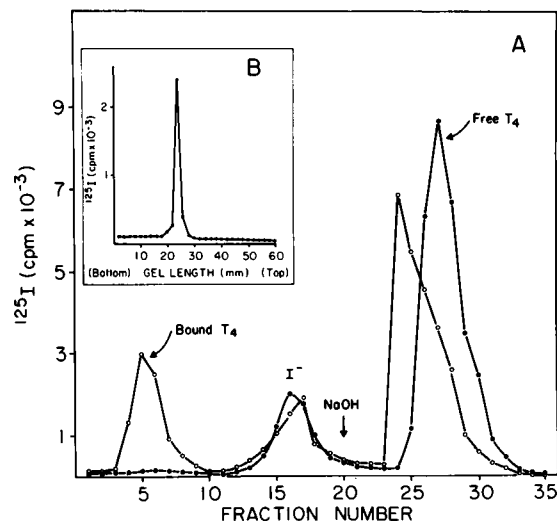 A
B
¹²⁵I (cpm x 10⁻³)
9
7
5
3
1
2
1
¹²⁵I (cpm x 10⁻³)
10 20 30 40 50 60
(Bottom) GEL LENGTH (mm) (Top)
Free T₄
Bound T₄
I⁻
NaOH
5 10 15 20 25 30 35
FRACTION NUMBER